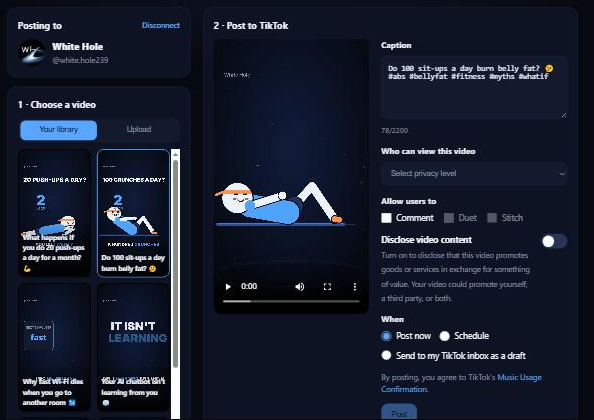 Posting to
Disconnect
White Hole
@white.hole239
1 · Choose a video
Your library
Upload
20 PUSH-UPS A DAY?
2
What happens if
you do 20 push-ups
a day for a month?
💪
100 CRUNCHES A DAY?
2
A HUNDRED CRUNCHES
Do 100 sit-ups a day
burn belly fat? 🤔
fast
Why fast Wi-Fi dies
when you go to
another room
IT ISN'T
LEARNING
Your AI chatbot isn't
learning from you
2 · Post to TikTok
White Hole
0:00
Caption
Do 100 sit-ups a day burn belly fat? 🤔
#abs #bellyfat #fitness #myths #whatif
78/2200
Who can view this video
Select privacy level
Allow users to
Comment
Duet
Stitch
Disclose video content
Turn on to disclose that this video promotes
goods or services in exchange for something
of value. Your video could promote yourself,
a third party, or both.
When
Post now
Schedule
Send to my TikTok inbox as a draft
By posting, you agree to TikTok's Music Usage
Confirmation.
Post